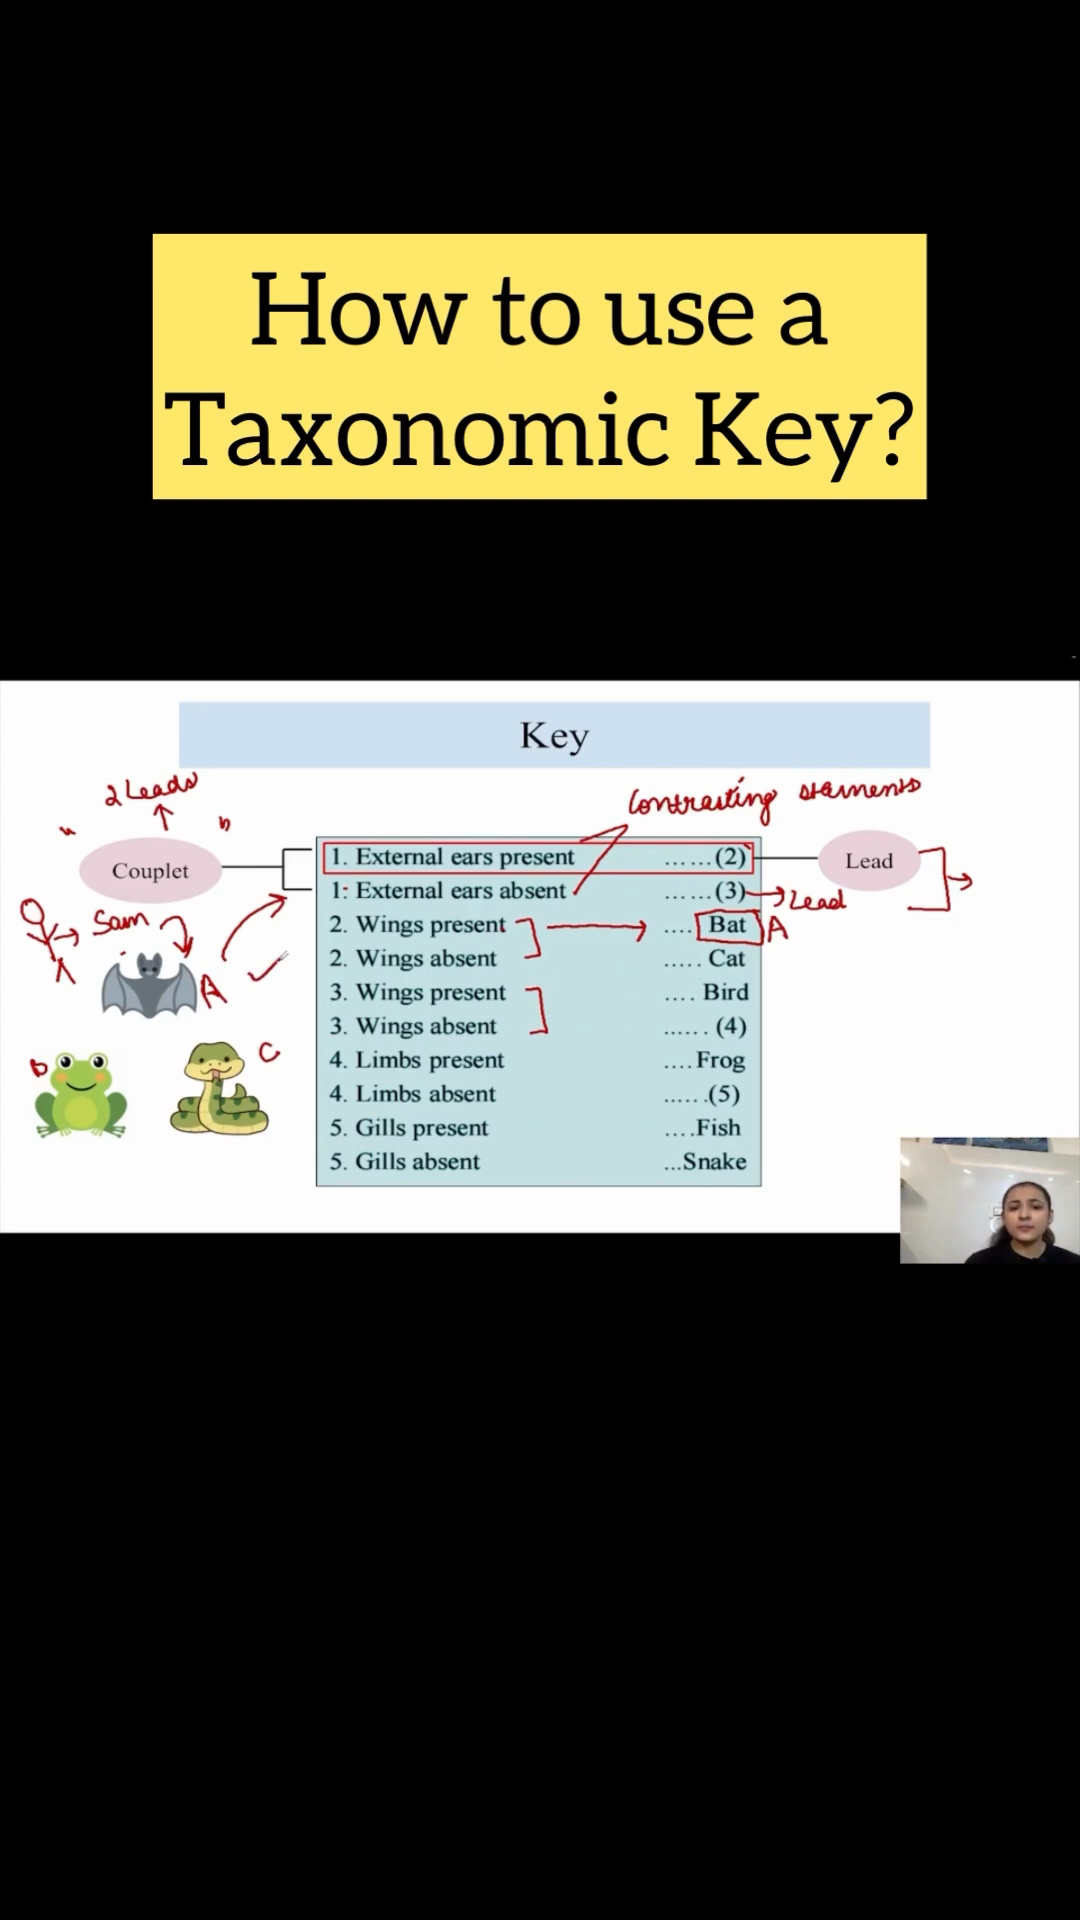 How to use a
Taxonomic Key?
Key
2 Leads
Contrasting
Couplet
1. External ears present ......(2)
Lead
1: External ears absent ......(3)
Lead
Sam
2. Wings present .... Bat
A
2. Wings absent ..... Cat
A
3. Wings present .... Bird
3. Wings absent ...... (4)
B
C
4. Limbs present ....Frog
4. Limbs absent ......(5)
5. Gills present ....Fish
5. Gills absent ...Snake